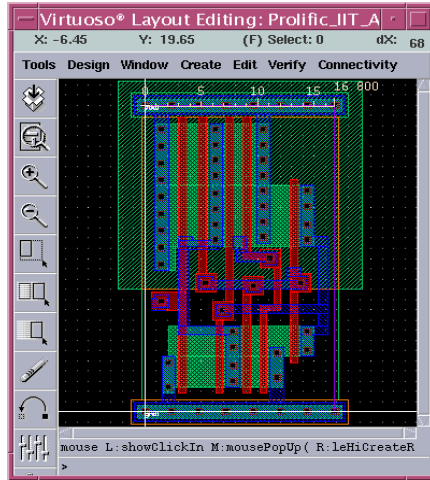 Virtuoso® Layout Editing: Prolific_IIT_A
X: -6.45 Y: 19.65 (F) Select: 0 dX: 68
Tools Design Window Create Edit Verify Connectivity
0 5 10 15 16 800
gnd
mouse L:showClickIn M:mousePopUp( R:leHiCreateR
>